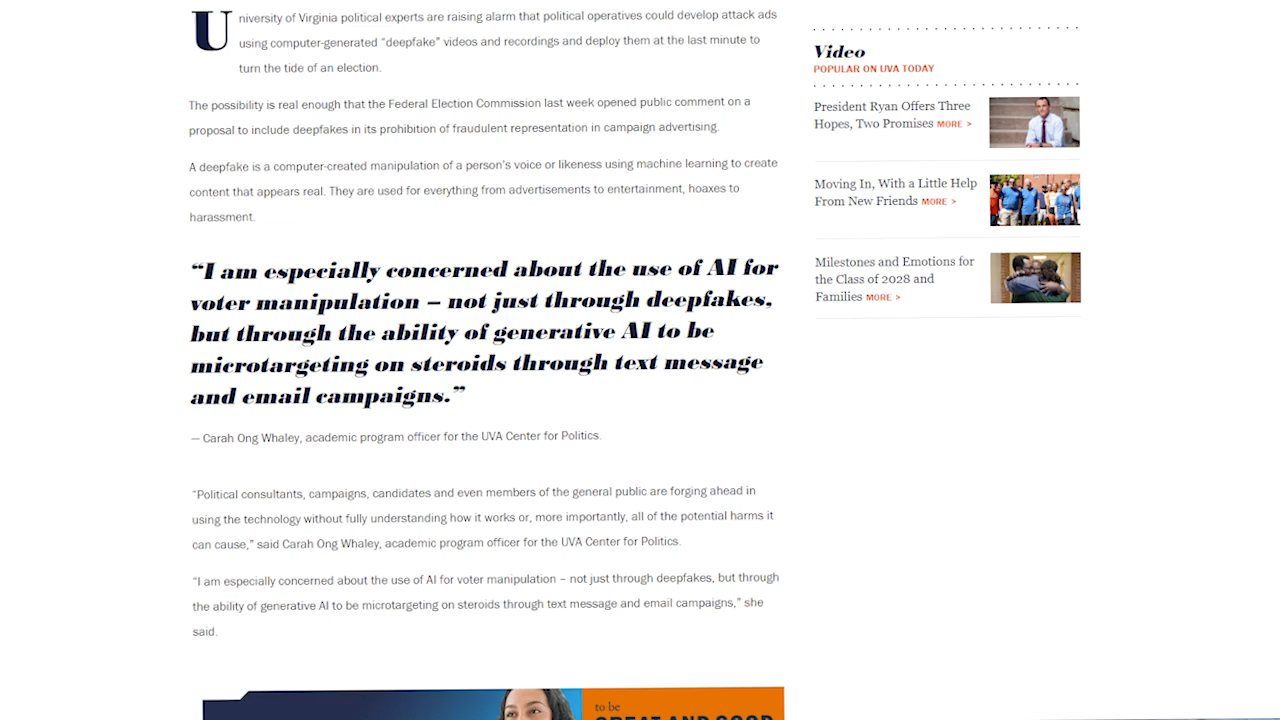 University of Virginia political experts are raising alarm that political operatives could develop attack ads
using computer-generated “deepfake” videos and recordings and deploy them at the last minute to
turn the tide of an election.
The possibility is real enough that the Federal Election Commission last week opened public comment on a
proposal to include deepfakes in its prohibition of fraudulent representation in campaign advertising.
A deepfake is a computer-created manipulation of a person’s voice or likeness using machine learning to create
content that appears real. They are used for everything from advertisements to entertainment, hoaxes to
harassment.
“I am especially concerned about the use of AI for
voter manipulation – not just through deepfakes,
but through the ability of generative AI to be
microtargeting on steroids through text message
and email campaigns.”
— Carah Ong Whaley, academic program officer for the UVA Center for Politics.
“Political consultants, campaigns, candidates and even members of the general public are forging ahead in
using the technology without fully understanding how it works or, more importantly, all of the potential harms it
can cause,” said Carah Ong Whaley, academic program officer for the UVA Center for Politics.
“I am especially concerned about the use of AI for voter manipulation – not just through deepfakes, but through
the ability of generative AI to be microtargeting on steroids through text message and email campaigns,” she
said.
to be
GREAT AND GOOD
Video
POPULAR ON UVA TODAY
President Ryan Offers Three
Hopes, Two Promises MORE >
Moving In, With a Little Help
From New Friends MORE >
Milestones and Emotions for
the Class of 2028 and
Families MORE >